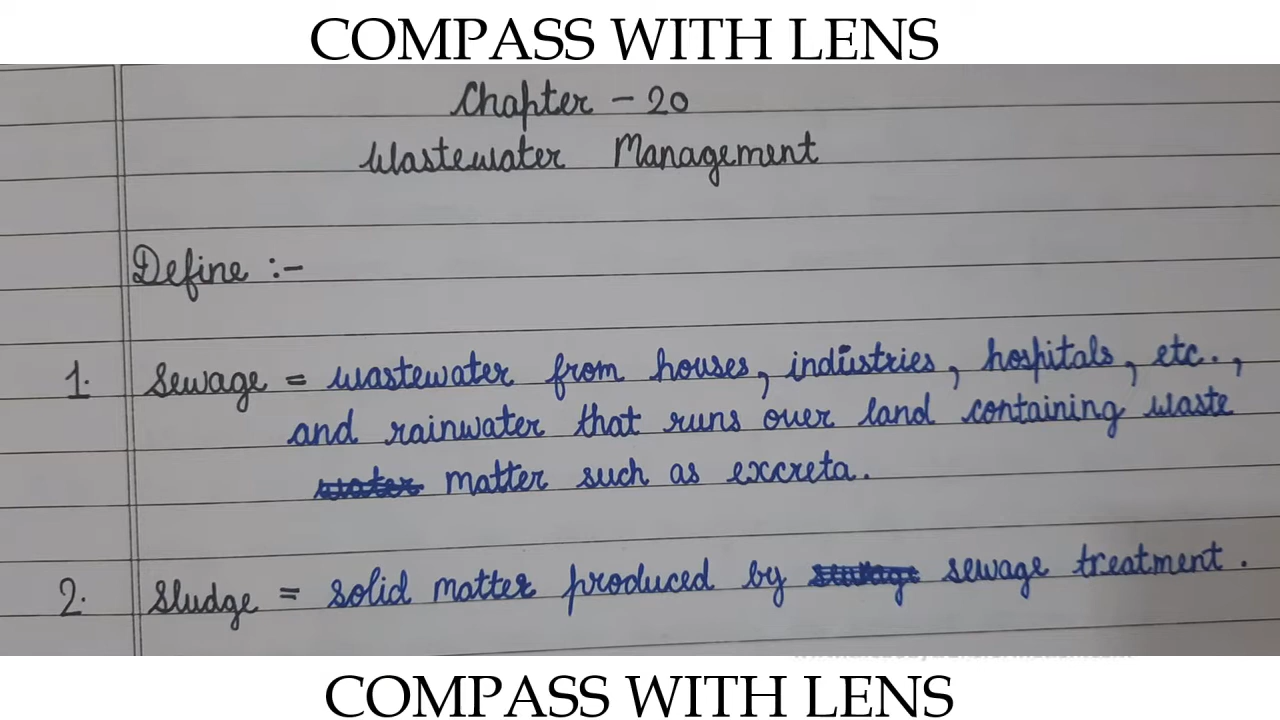 COMPASS WITH LENS
Chapter - 20
Wastewater Management
Define :-
1. Sewage = wastewater from houses, industries, hospitals, etc.,
and rainwater that runs over land containing waste
water matter such as excreta.
2. Sludge = solid matter produced by sewage treatment.
COMPASS WITH LENS